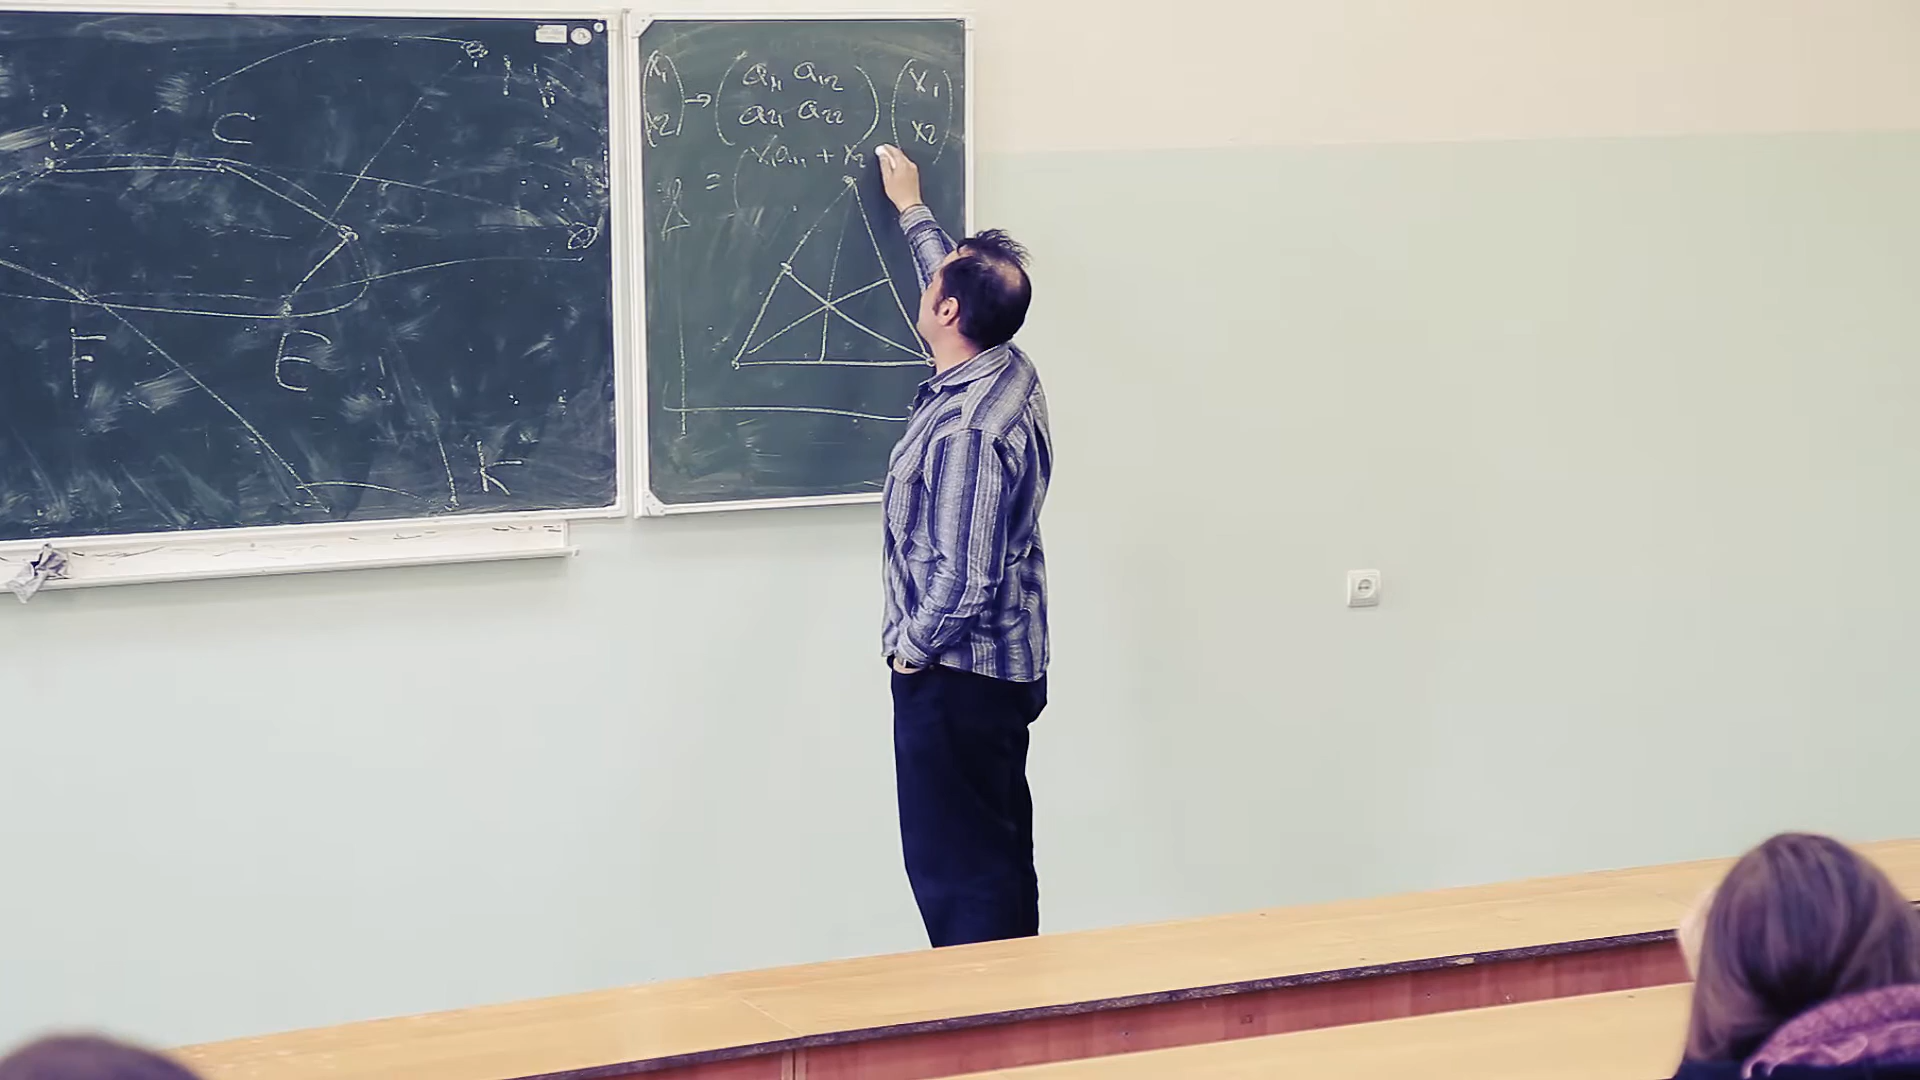 C
N
F
E
K
(x₁ x₂) → (a₁₁ a₁₂ a₂₁ a₂₂) (x₁ x₂)
= (x₁a₁₁ + x₂